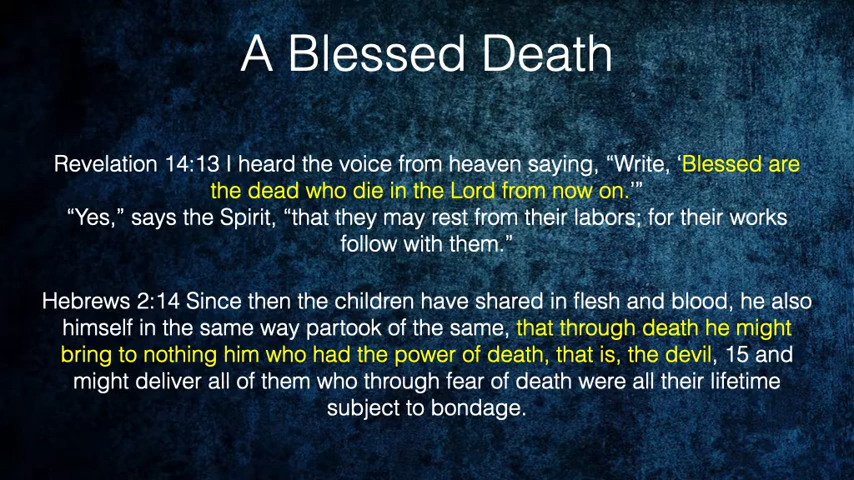 A Blessed Death
Revelation 14:13 I heard the voice from heaven saying, “Write, ‘Blessed are
the dead who die in the Lord from now on.’”
“Yes,” says the Spirit, “that they may rest from their labors; for their works
follow with them.”
Hebrews 2:14 Since then the children have shared in flesh and blood, he also
himself in the same way partook of the same, that through death he might
bring to nothing him who had the power of death, that is, the devil, 15 and
might deliver all of them who through fear of death were all their lifetime
subject to bondage.